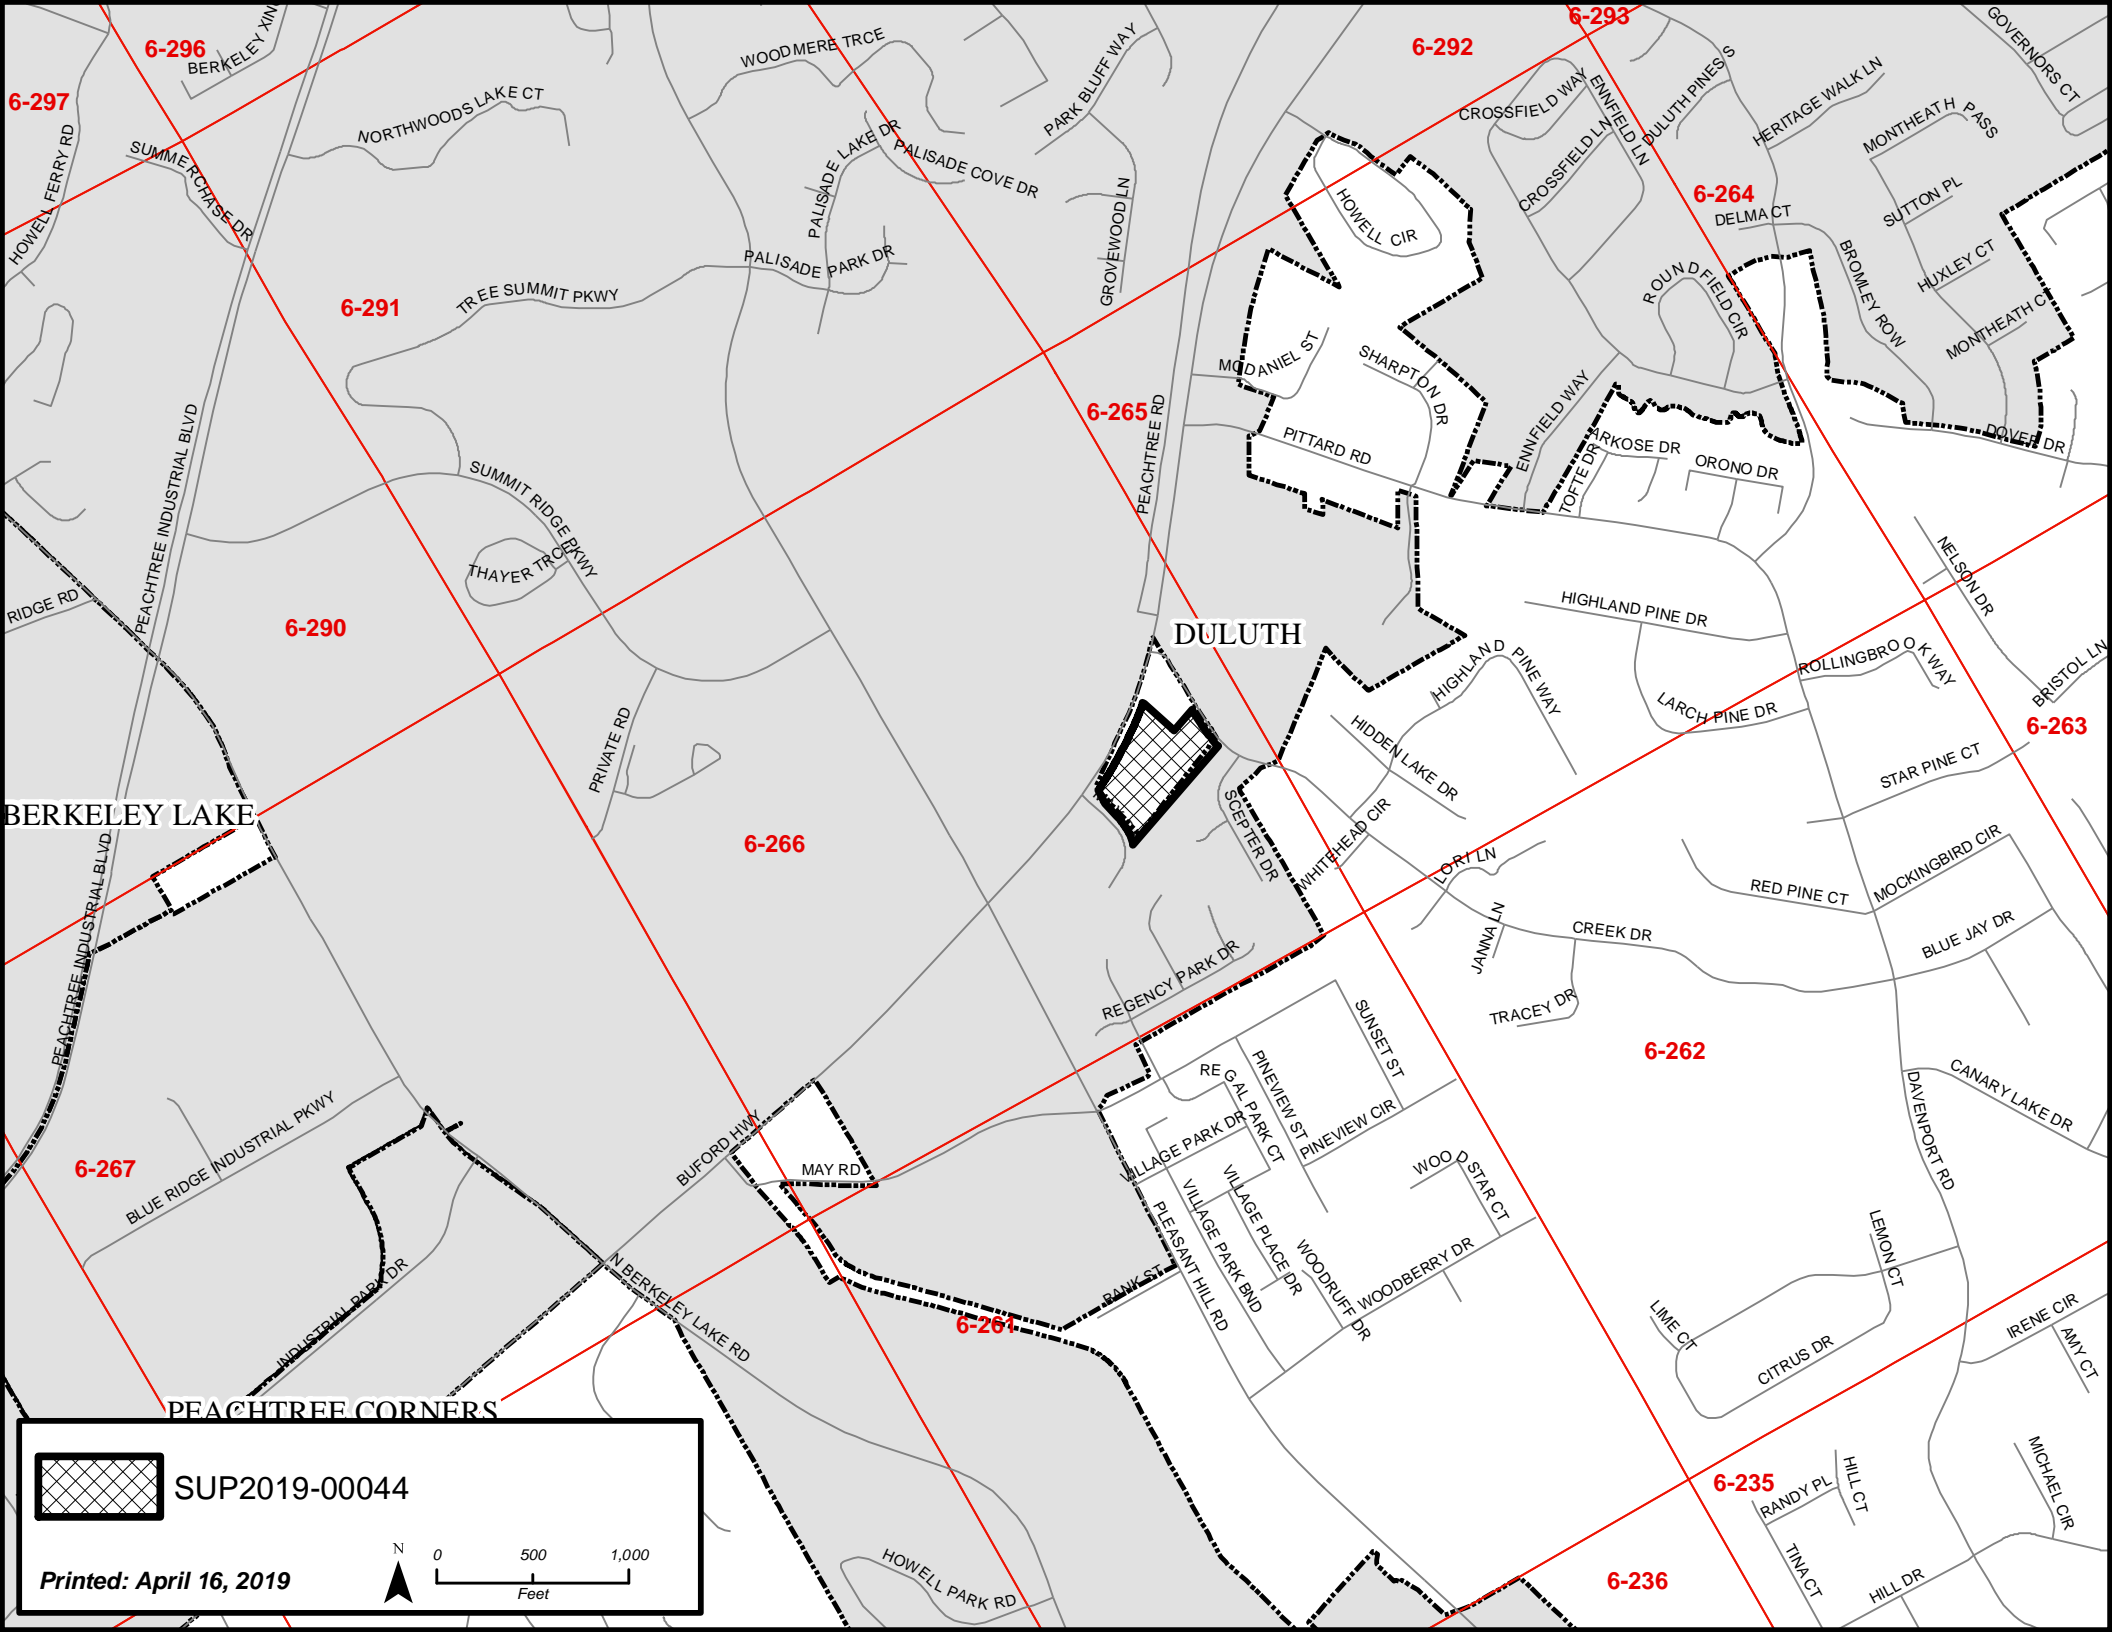 6-293
6-296
BERKELEY XING
WOODMERE TRCE
PARK BLUFF WAY
6-292
GOVERNORS CT
6-297
NORTHWOODS LAKE CT
CROSSFIELD WAY
ENNFIELD LN
DULUTH PINES S
HERITAGE WALK LN
MONTHEATH PASS
HOWELL FERRY RD
SUMMERCHASE DR
PALISADE LAKE DR
PALISADE COVE DR
CROSSFIELD LN
6-264
SUTTON PL
DELMA CT
GROVEWOOD LN
HOWELL CIR
PALISADE PARK DR
HUXLEY CT
BROMLEY ROW
ROUNDFIELD CIR
6-291
TREE SUMMIT PKWY
MONTHEATH CT
MCDANIEL ST
SHARPTON DR
6-265
PEACHTREE RD
ENNFIELD WAY
PITTARD RD
ARKOSE DR
ORONO DR
DOVER DR
TOFTE DR
PEACHTREE INDUSTRIAL BLVD
SUMMIT RIDGE PKWY
THAYER TRCE
NELSON DR
RIDGE RD
6-290
HIGHLAND PINE DR
DULUTH
HIGHLAND PINE WAY
ROLLINGBROOK WAY
BRISTOL LN
LARCH PINE DR
6-263
PRIVATE RD
HIDDEN LAKE DR
STAR PINE CT
BERKELEY LAKE
6-266
SCEPTER DR
WHITEHEAD CIR
LORI LN
RED PINE CT
MOCKINGBIRD CIR
PEACHTREE INDUSTRIAL BLVD
JANNA LN
CREEK DR
BLUE JAY DR
REGENCY PARK DR
PEACHTREE INDUSTRIAL BLVD
TRACEY DR
SUNSET ST
6-262
REGAL PARK CT
PINEVIEW ST
PINEVIEW CIR
DAVENPORT RD
CANARY LAKE DR
BUFORD HWY
VILLAGE PARK DR
6-267
BLUE RIDGE INDUSTRIAL PKWY
MAY RD
WOOD STAR CT
VILLAGE PLACE DR
VILLAGE PARK BND
PLEASANT HILL RD
WOODRUFF DR
WOODBERRY DR
LEMON CT
N BERKELEY LAKE RD
RANK ST
INDUSTRIAL PARK DR
6-261
LIME CT
CITRUS DR
IRENE CIR
AMY CT
PEACHTREE CORNERS
6-235
RANDY PL
HILL CT
MICHAEL CIR
SUP2019-00044
N
0 500 1,000
Feet
Printed: April 16, 2019
HOWELL PARK RD
6-236
TINA CT
HILL DR